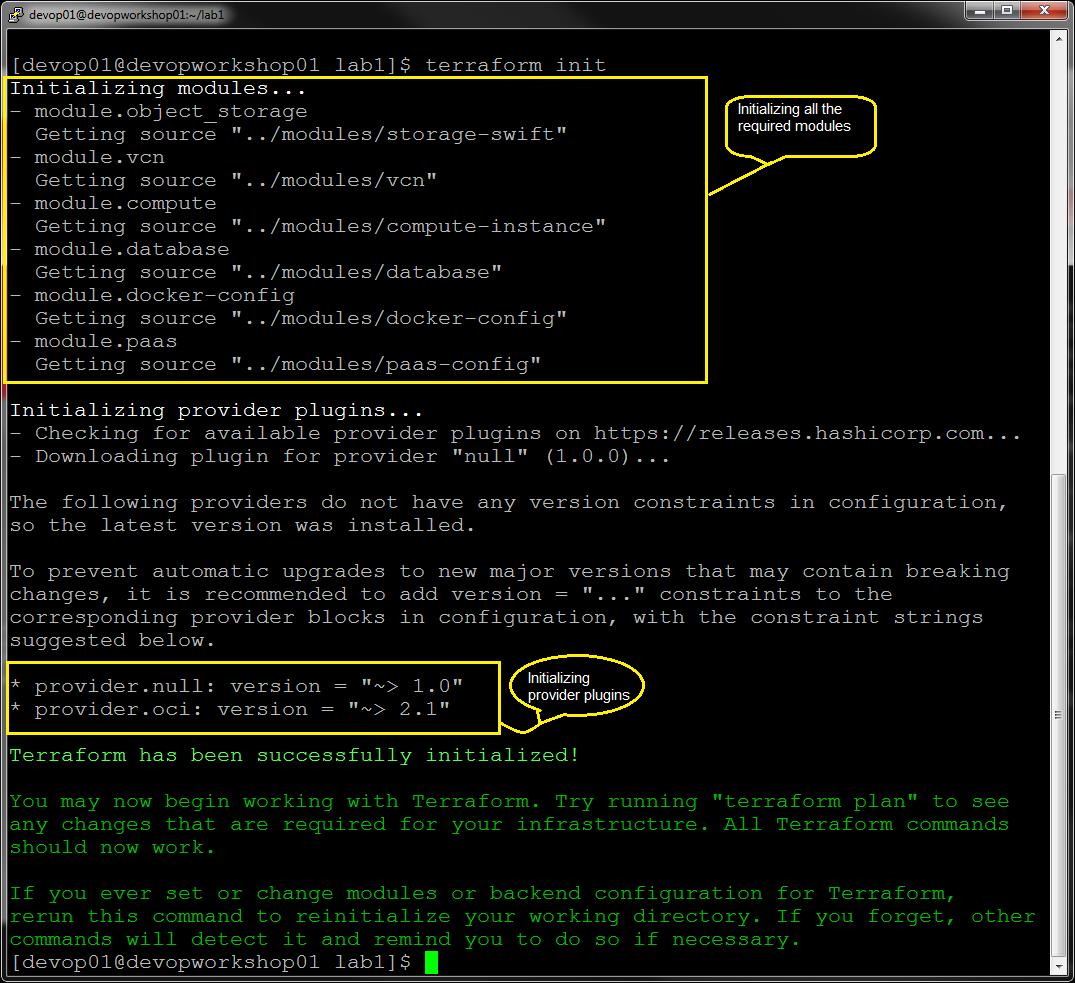 devop01@devopworkshop01:~/lab1
[devop01@devopworkshop01 lab1]$ terraform init
Initializing modules...
- module.object_storage
  Getting source "../modules/storage-swift"
- module.vcn
  Getting source "../modules/vcn"
- module.compute
  Getting source "../modules/compute-instance"
- module.database
  Getting source "../modules/database"
- module.docker-config
  Getting source "../modules/docker-config"
- module.paas
  Getting source "../modules/paas-config"
Initializing all the
required modules
Initializing provider plugins...
- Checking for available provider plugins on https://releases.hashicorp.com...
- Downloading plugin for provider "null" (1.0.0)...
The following providers do not have any version constraints in configuration,
so the latest version was installed.
To prevent automatic upgrades to new major versions that may contain breaking
changes, it is recommended to add version = "..." constraints to the
corresponding provider blocks in configuration, with the constraint strings
suggested below.
* provider.null: version = "~> 1.0"
* provider.oci: version = "~> 2.1"
Initializing
provider plugins
Terraform has been successfully initialized!
You may now begin working with Terraform. Try running "terraform plan" to see
any changes that are required for your infrastructure. All Terraform commands
should now work.
If you ever set or change modules or backend configuration for Terraform,
rerun this command to reinitialize your working directory. If you forget, other
commands will detect it and remind you to do so if necessary.
[devop01@devopworkshop01 lab1]$